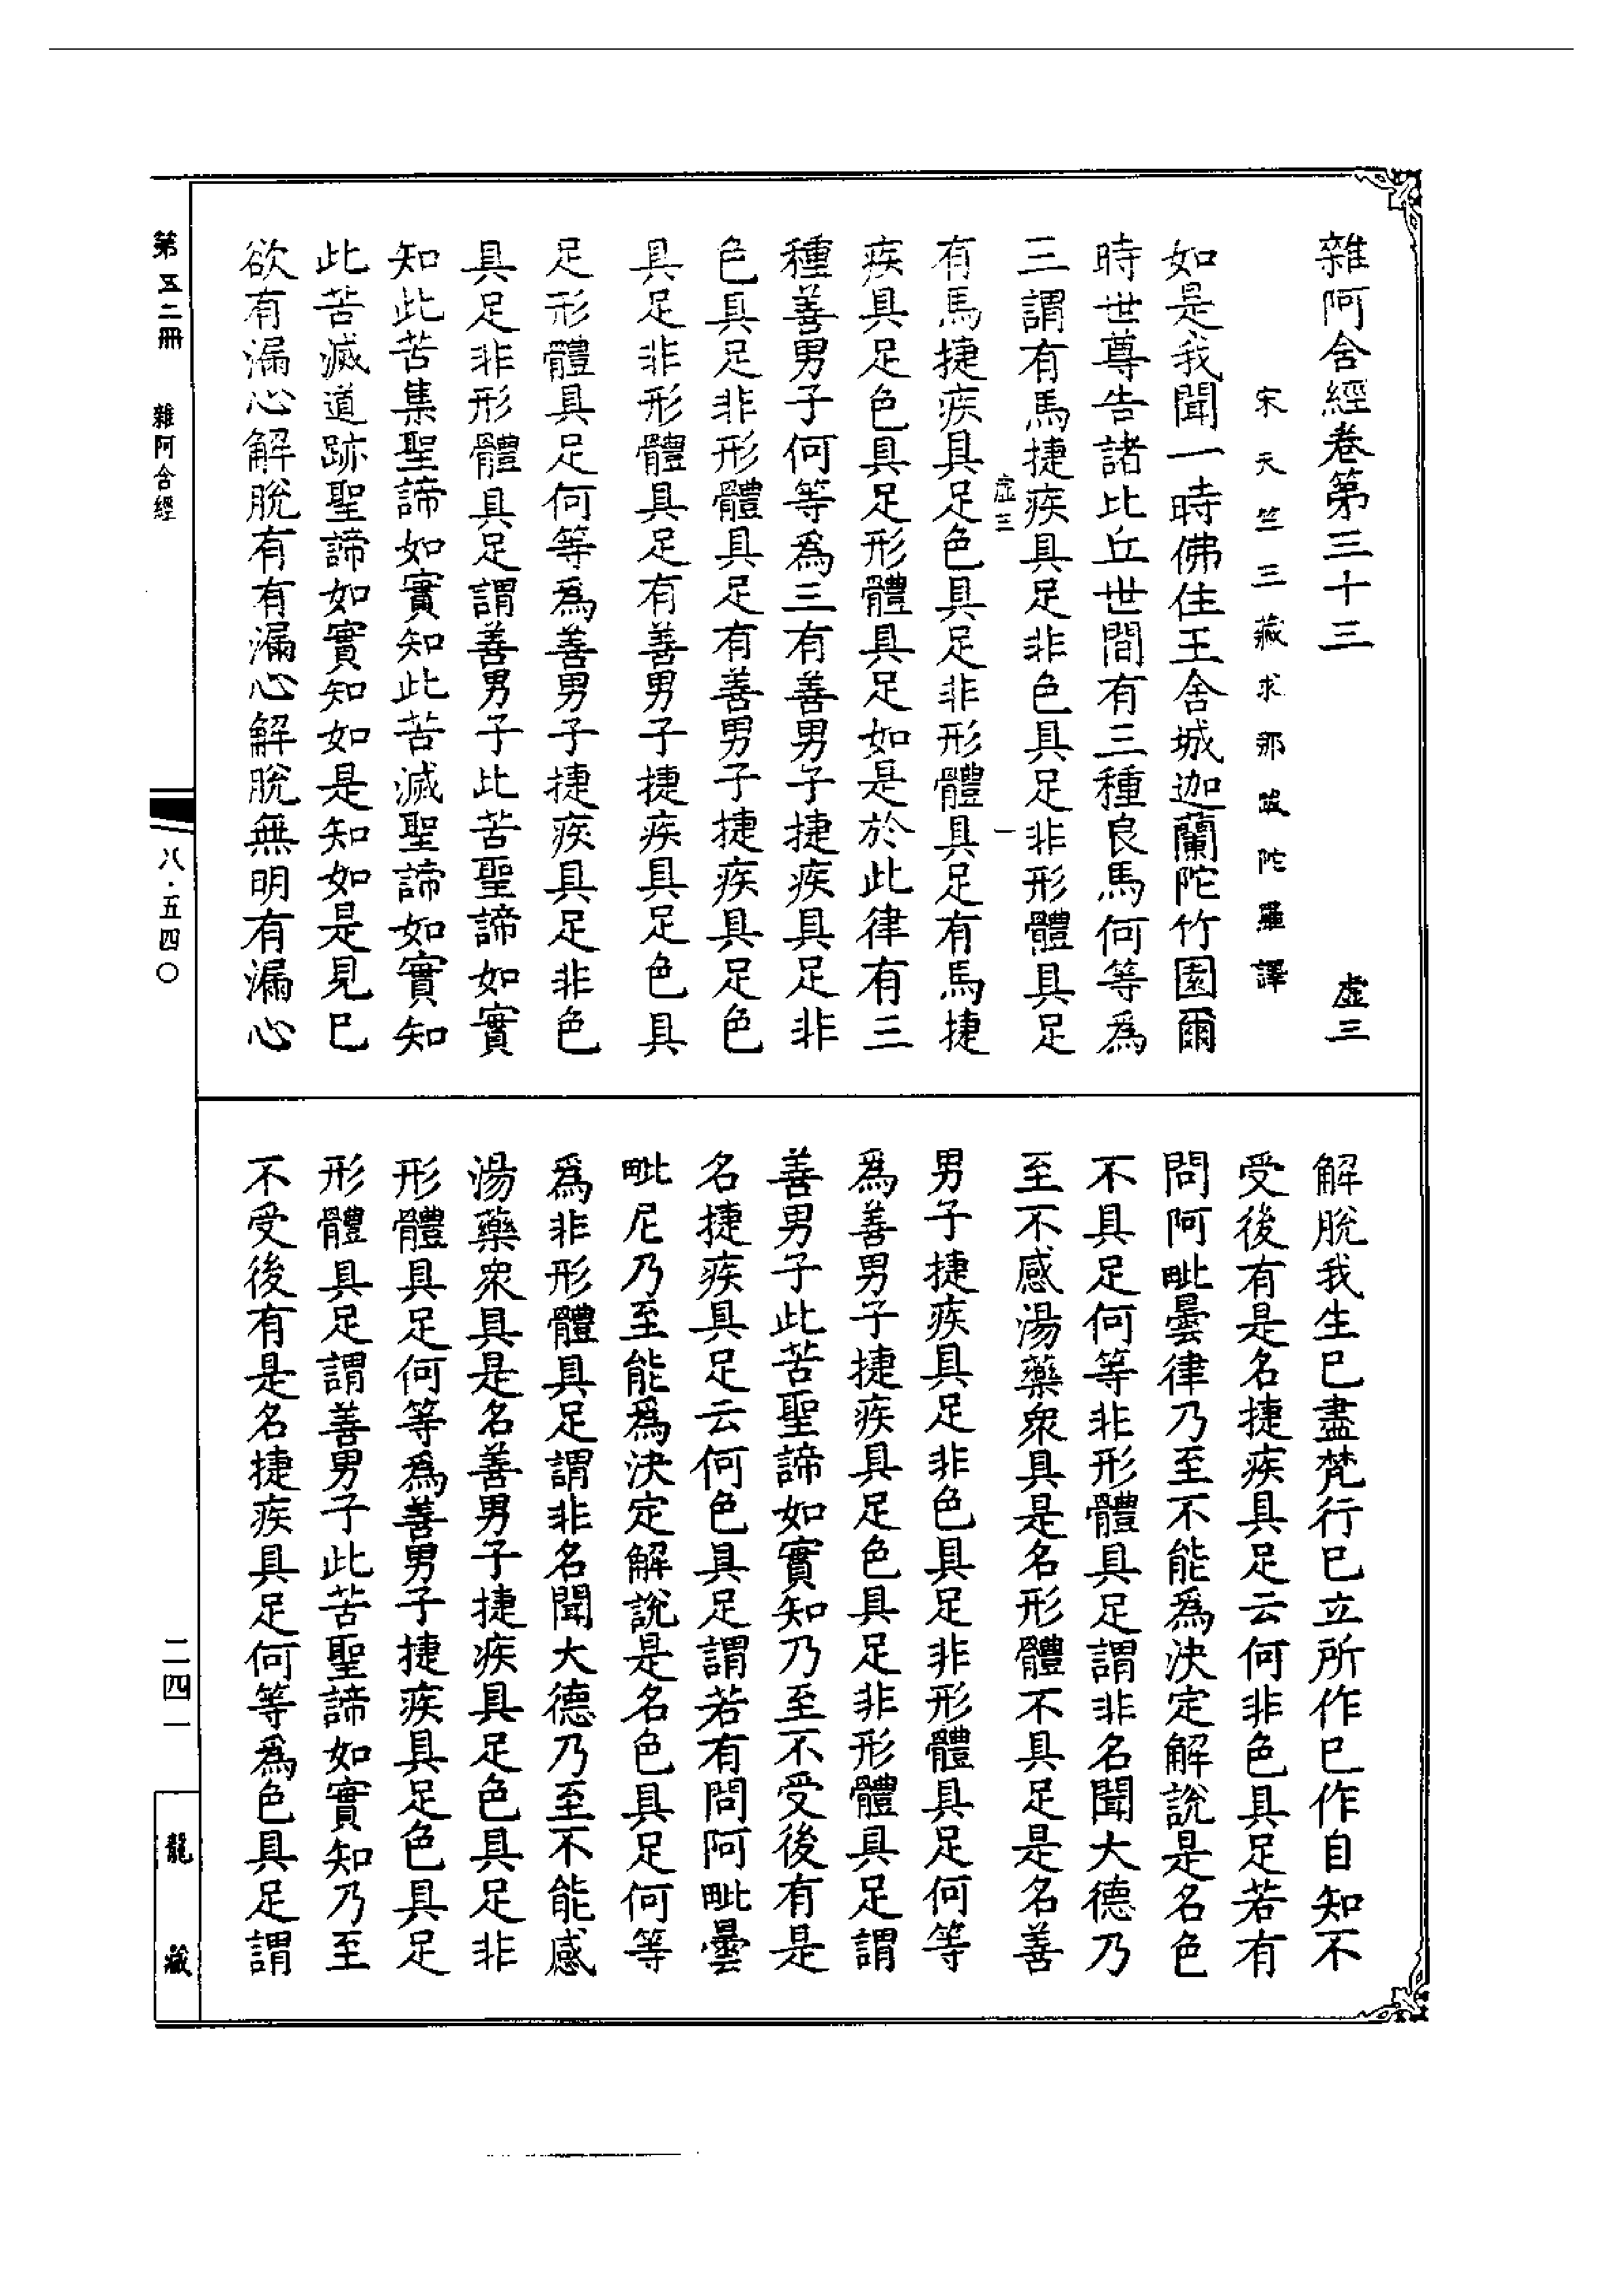 雜阿含經卷第三十三　虛三
宋天竺三藏求那跋陀羅譯
如是我聞一時佛住王舍城迦蘭陀竹園爾
時世尊告諸比丘世間有三種良馬何等為
三謂有馬捷疾具足非色具足非形體具足
虛三　一
有馬捷疾具足色具足非形體具足有馬捷
疾具足色具足形體具足如是於此律有三
種善男子何等為三有善男子捷疾具足非
色具足非形體具足有善男子捷疾具足色
具足非形體具足有善男子捷疾具足色具
足形體具足何等為善男子捷疾具足非色
具足非形體具足謂善男子此苦聖諦如實
知此苦集聖諦如實知此苦滅聖諦如實知
此苦滅道跡聖諦如實知如是知如是見已
欲有漏心解脫有有漏心解脫無明有漏心
解脫我生已盡梵行已立所作已作自知不
受後有是名捷疾具足云何非色具足若有
問阿毗曇律乃至不能為決定解說是名色
不具足何等非形體具足謂非名聞大德乃
至不感湯藥眾具是名形體不具足是名善
男子捷疾具足非色具足非形體具足何等
為善男子捷疾具足色具足非形體具足謂
善男子此苦聖諦如實知乃至不受後有是
名捷疾具足云何色具足謂若有問阿毗曇
毗尼乃至能為決定解說是名色具足何等
為非形體具足謂非名聞大德乃至不能感
湯藥眾具是名善男子捷疾具足色具足非
形體具足何等為善男子捷疾具足色具足
形體具足謂善男子此苦聖諦如實知乃至
不受後有是名捷疾具足何等為色具足謂
第五二冊　雜阿含經　八·五四〇　二四一　龍藏